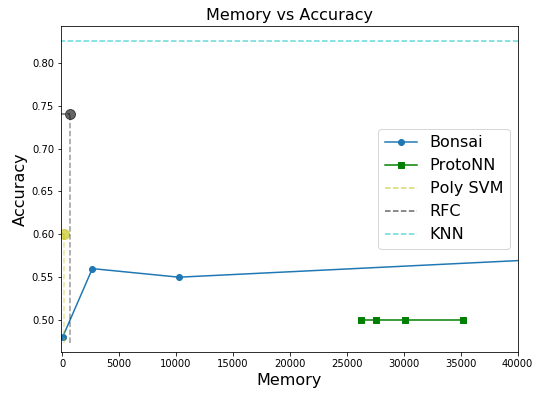 Memory vs Accuracy
Accuracy
0.80
0.75
0.70
0.65
0.60
0.55
0.50
Bonsai
ProtoNN
Poly SVM
RFC
KNN
0 5000 10000 15000 20000 25000 30000 35000 40000
Memory